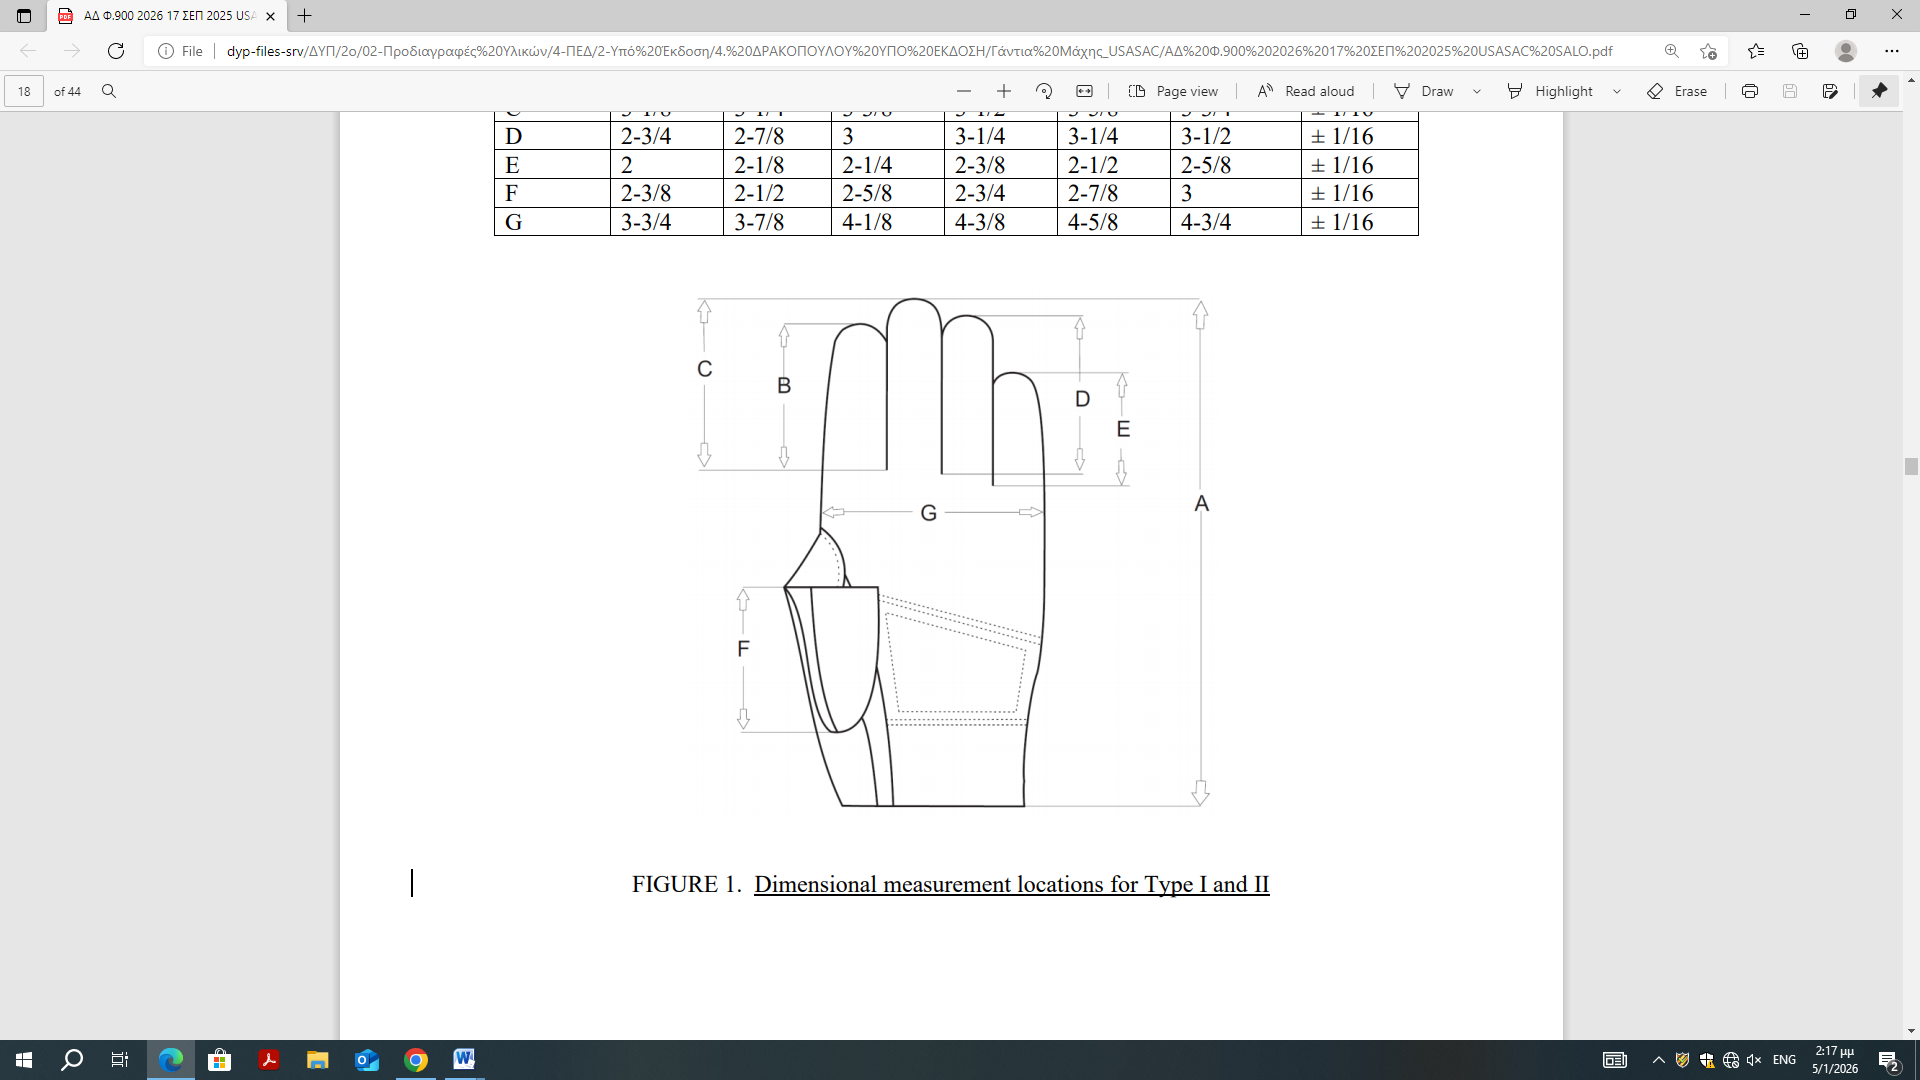 ΑΔ Φ.900 2026 17 ΣΕΠ 2025 USA
File
dyp-files-srv/ΔΥΠ/2ο/02-Προδιαγραφές%20Υλικών/4-ΠΕΔ/2-Υπό%20Έκδοση/4.%20ΔΡΑΚΟΠΟΥΛΟΥ%20ΥΠΟ%20ΕΚΔΟΣΗ/Γάντια%20Μάχης_USASAC/ΑΔ%20Φ.900%202026%2017%20ΣΕΠ%202025%20USASAC%20SALO.pdf
18 of 44 Page view Read aloud Draw Highlight Erase
D 2-3/4 2-7/8 3 3-1/4 3-1/4 3-1/2 ± 1/16
E 2 2-1/8 2-1/4 2-3/8 2-1/2 2-5/8 ± 1/16
F 2-3/8 2-1/2 2-5/8 2-3/4 2-7/8 3 ± 1/16
G 3-3/4 3-7/8 4-1/8 4-3/8 4-5/8 4-3/4 ± 1/16
C
B
D
E
A
G
F
FIGURE 1. Dimensional measurement locations for Type I and II
ENG
2:17 μμ
5/1/2026
2